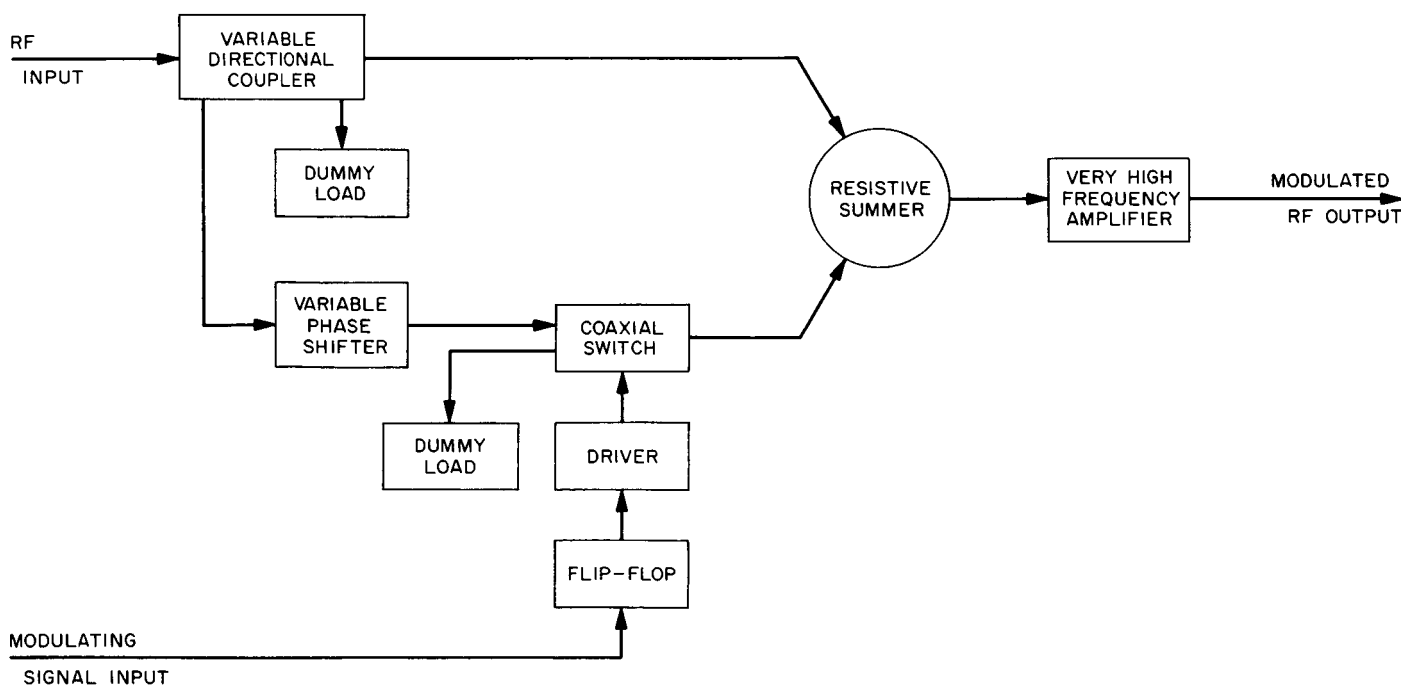 RF
INPUT
VARIABLE
DIRECTIONAL
COUPLER
DUMMY
LOAD
RESISTIVE
SUMMER
VERY HIGH
FREQUENCY
AMPLIFIER
MODULATED
RF OUTPUT
VARIABLE
PHASE
SHIFTER
COAXIAL
SWITCH
DUMMY
LOAD
DRIVER
FLIP-FLOP
MODULATING
SIGNAL INPUT